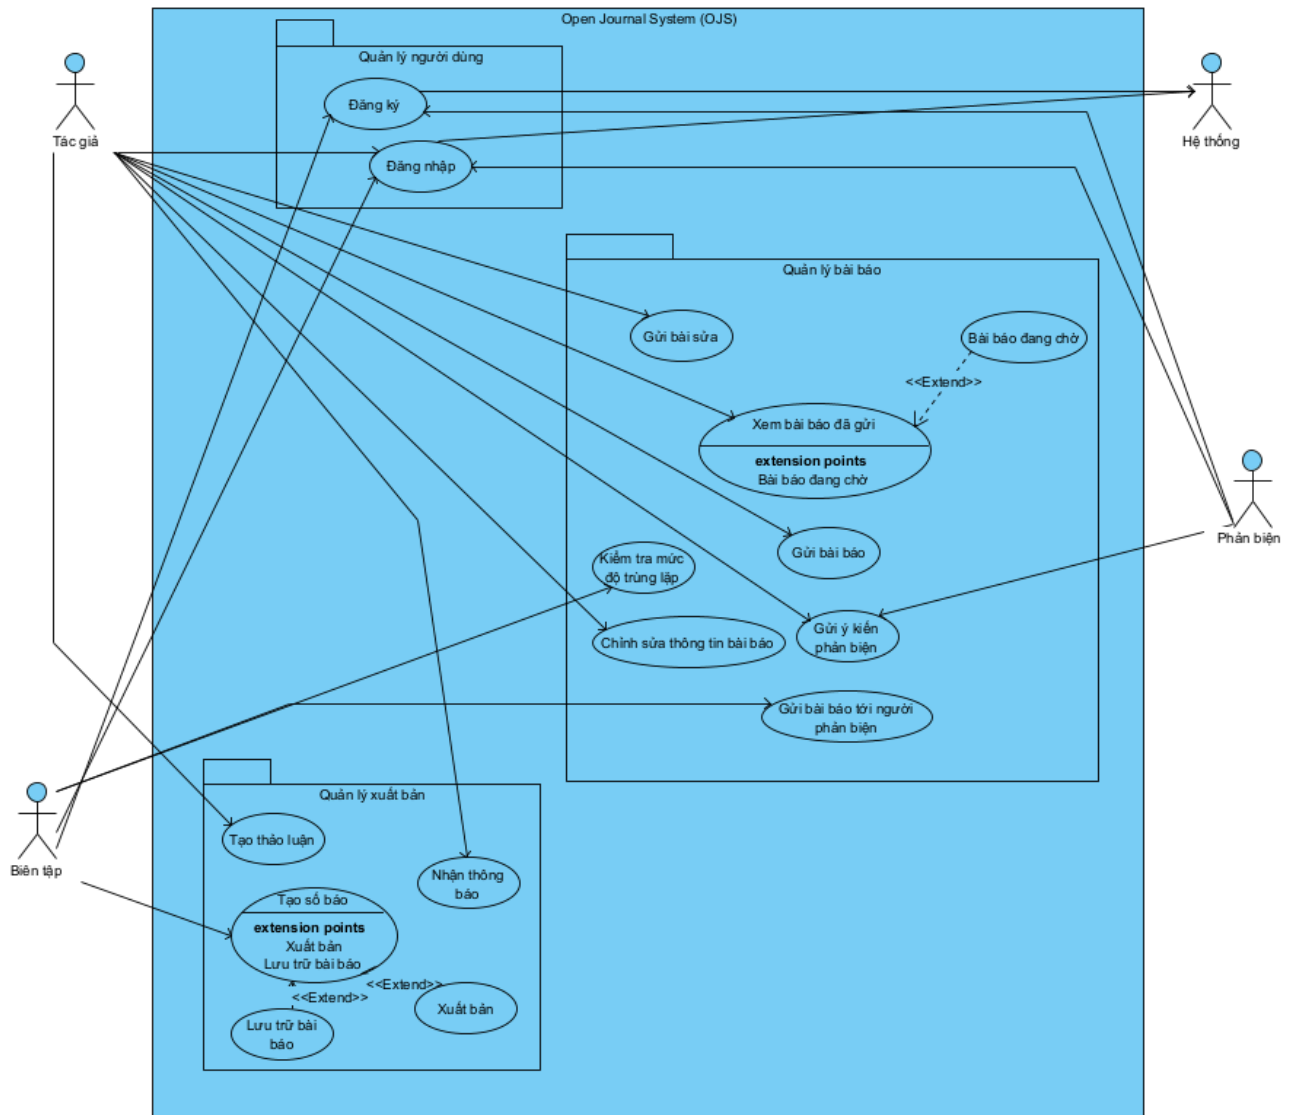 Open Journal System (OJS)
Quản lý người dùng
Đăng ký
Đăng nhập
Tác giả
Hệ thống
Quản lý bài báo
Gửi bài sửa
Bài báo đang chờ
<<Extend>>
Xem bài báo đã gửi
extension points
Bài báo đang chờ
Gửi bài báo
Phản biện
Kiểm tra mức
độ trùng lặp
Chỉnh sửa thông tin bài báo
Gửi ý kiến
phản biện
Gửi bài báo tới người
phản biện
Biên tập
Quản lý xuất bản
Tạo thảo luận
Nhận thông
báo
Tạo số báo
extension points
Xuất bản
Lưu trữ bài báo
<<Extend>>
<<Extend>>
Xuất bản
Lưu trữ bài
báo